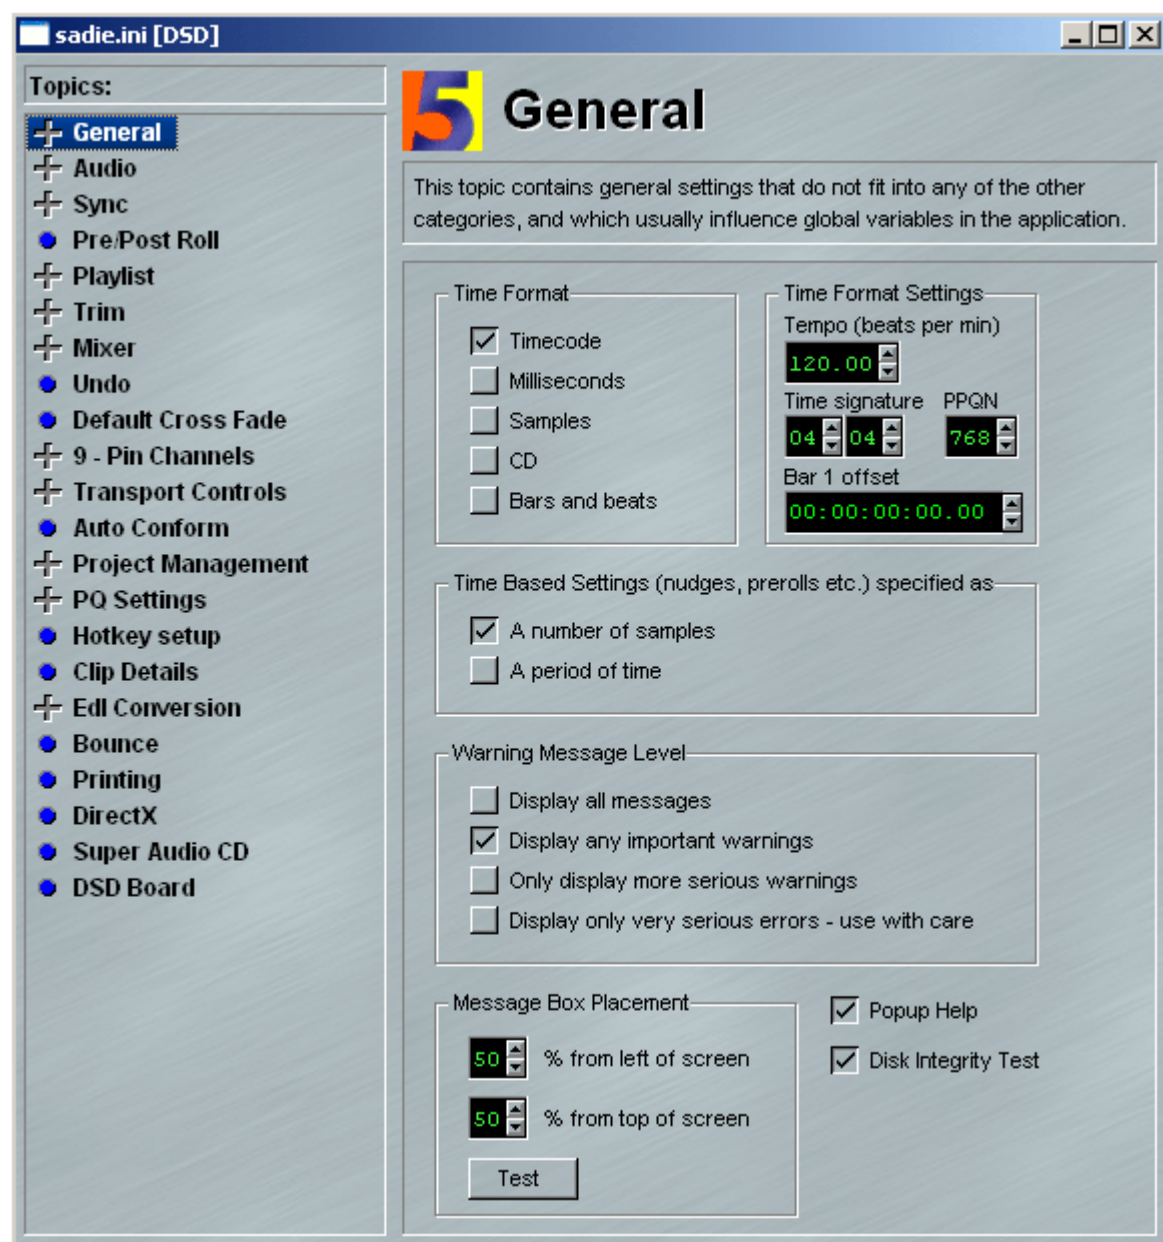 sadie.ini [DSD]
Topics:
General
Audio
Sync
Pre/Post Roll
Playlist
Trim
Mixer
Undo
Default Cross Fade
9 - Pin Channels
Transport Controls
Auto Conform
Project Management
PQ Settings
Hotkey setup
Clip Details
Edl Conversion
Bounce
Printing
DirectX
Super Audio CD
DSD Board
5 General
This topic contains general settings that do not fit into any of the other
categories, and which usually influence global variables in the application.
Time Format
Timecode
Milliseconds
Samples
CD
Bars and beats
Time Format Settings
Tempo (beats per min)
120.00
Time signature PPQN
04 04 768
Bar 1 offset
00:00:00:00.00
Time Based Settings (nudges, prerolls etc.) specified as
A number of samples
A period of time
Warning Message Level
Display all messages
Display any important warnings
Only display more serious warnings
Display only very serious errors - use with care
Message Box Placement
50 % from left of screen
50 % from top of screen
Test
Popup Help
Disk Integrity Test